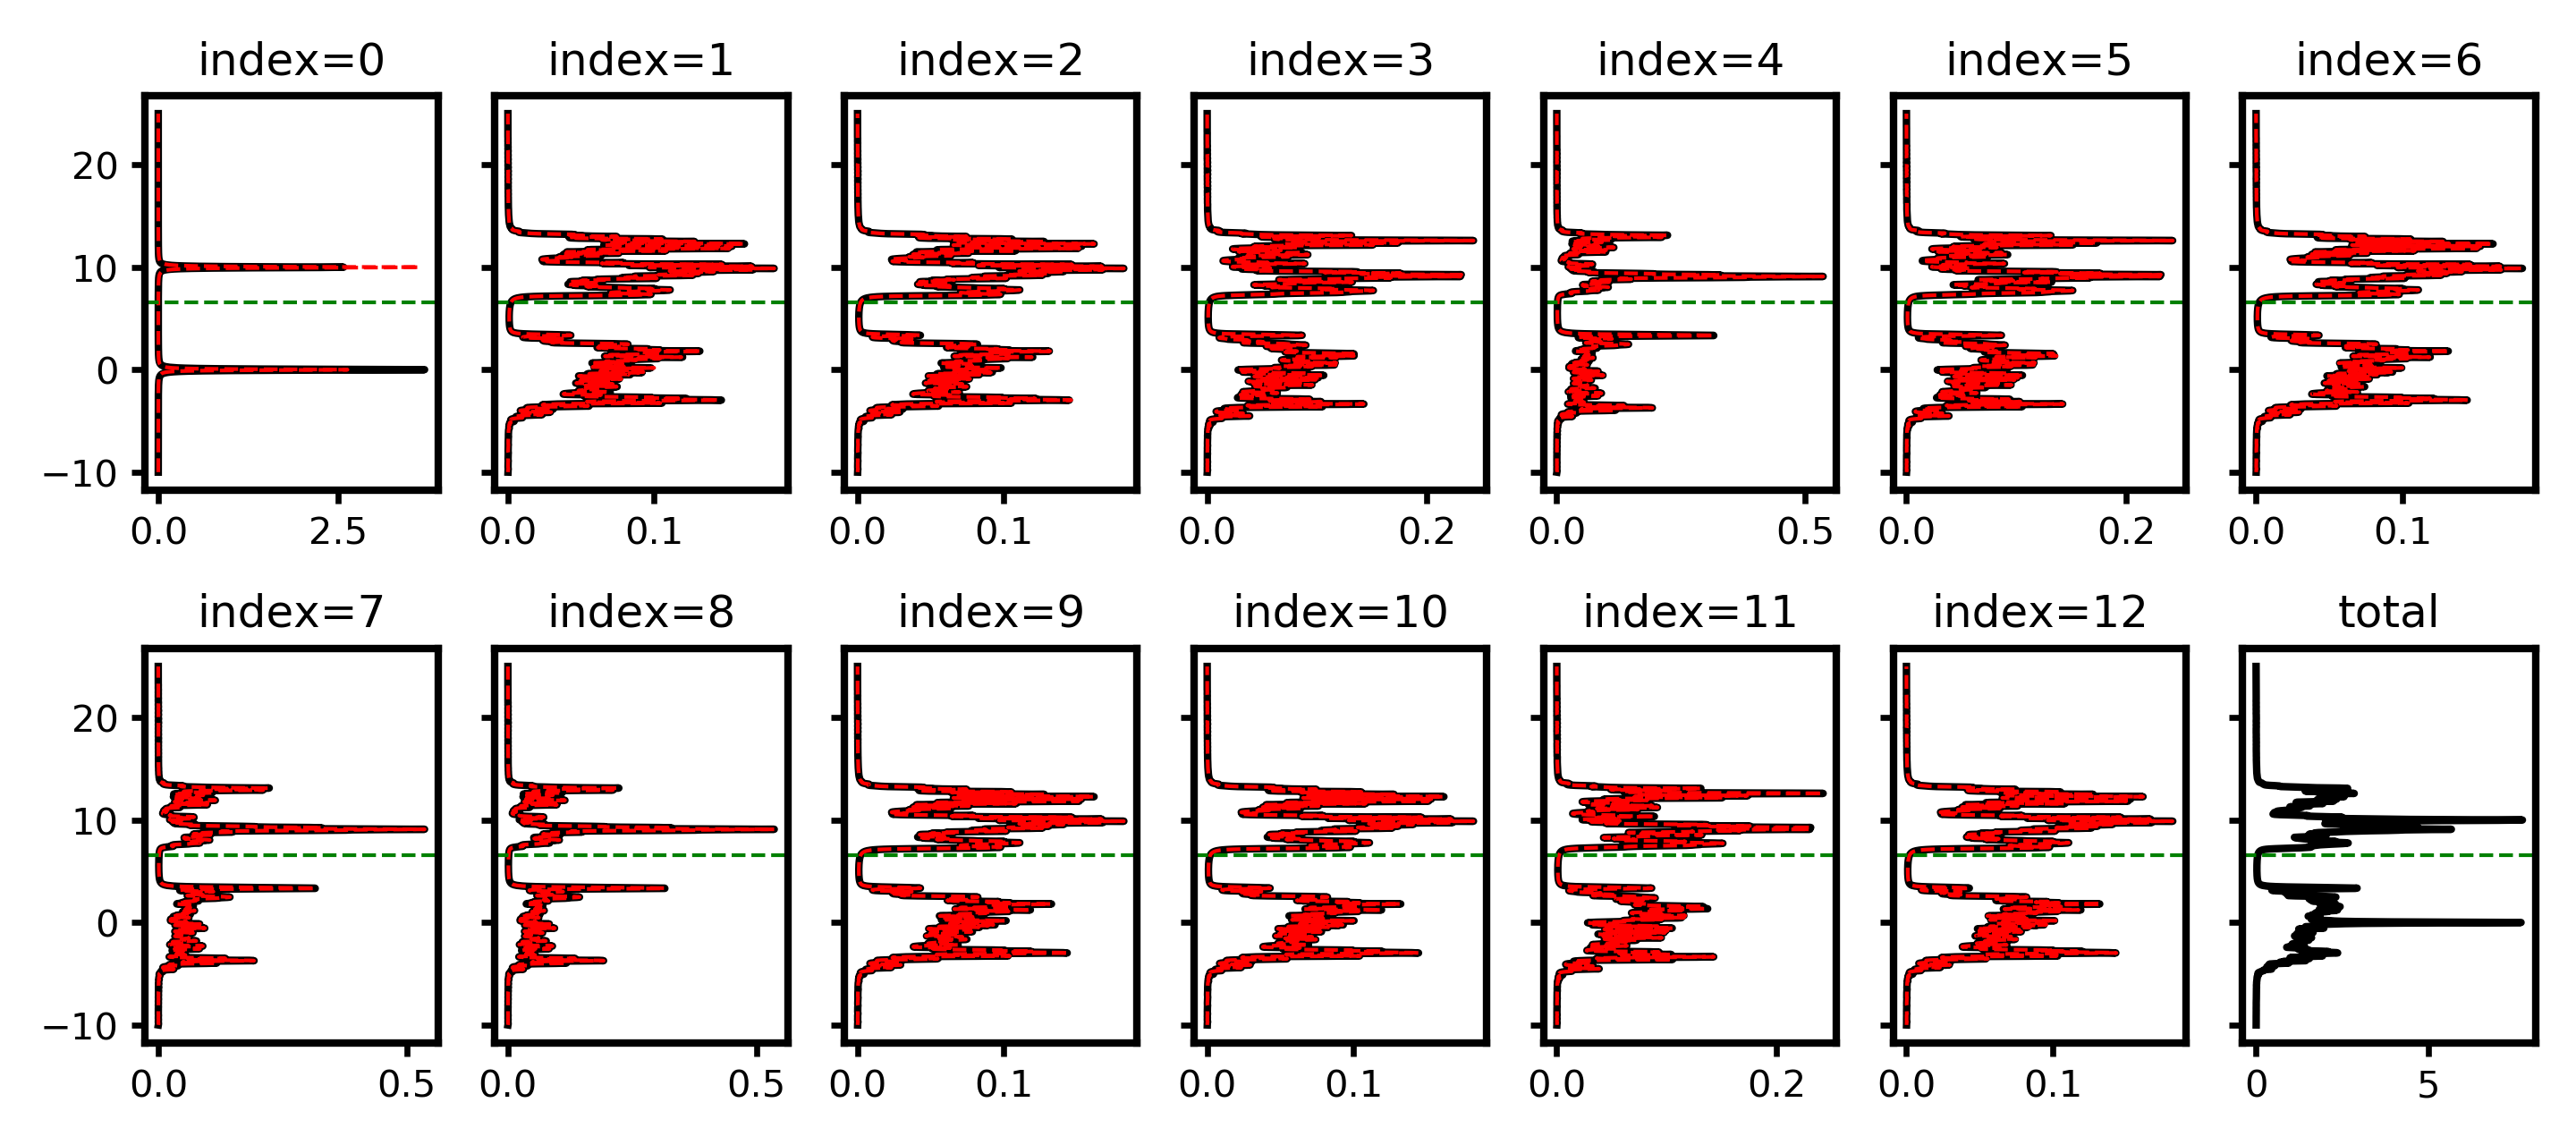 index=0 index=1 index=2 index=3 index=4 index=5 index=6
20
10
0
−10
0.0 2.5 0.0 0.1 0.0 0.1 0.0 0.2 0.0 0.5 0.0 0.2 0.0 0.1
index=7 index=8 index=9 index=10 index=11 index=12 total
20
10
0
−10
0.0 0.5 0.0 0.5 0.0 0.1 0.0 0.1 0.0 0.2 0.0 0.1 0 5